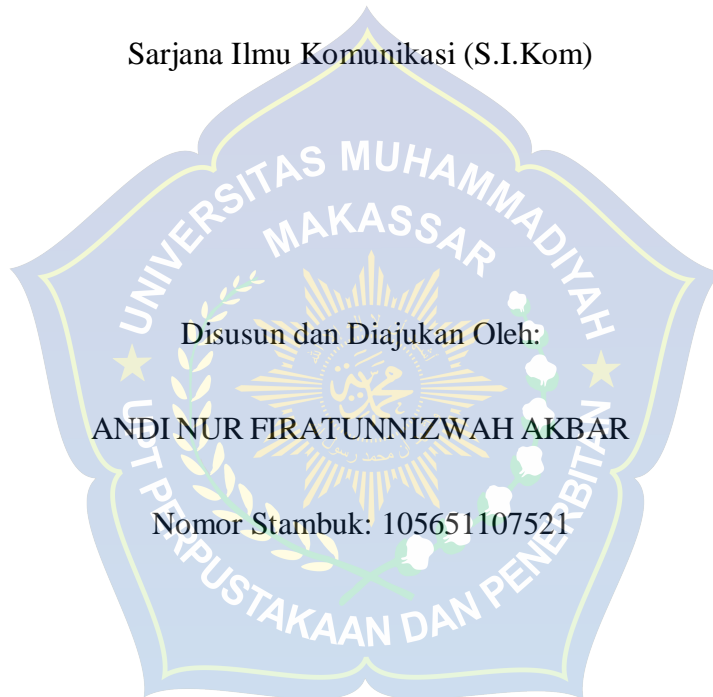 Sarjana Ilmu Komunikasi (S.I.Kom)
UNIVERSITAS MUHAMMADIYAH
MAKASSAR
Disusun dan Diajukan Oleh:
ANDI NUR FIRATUNNIZWAH AKBAR
Nomor Stambuk: 105651107521
UPT PERPUSTAKAAN DAN PENERBITAN